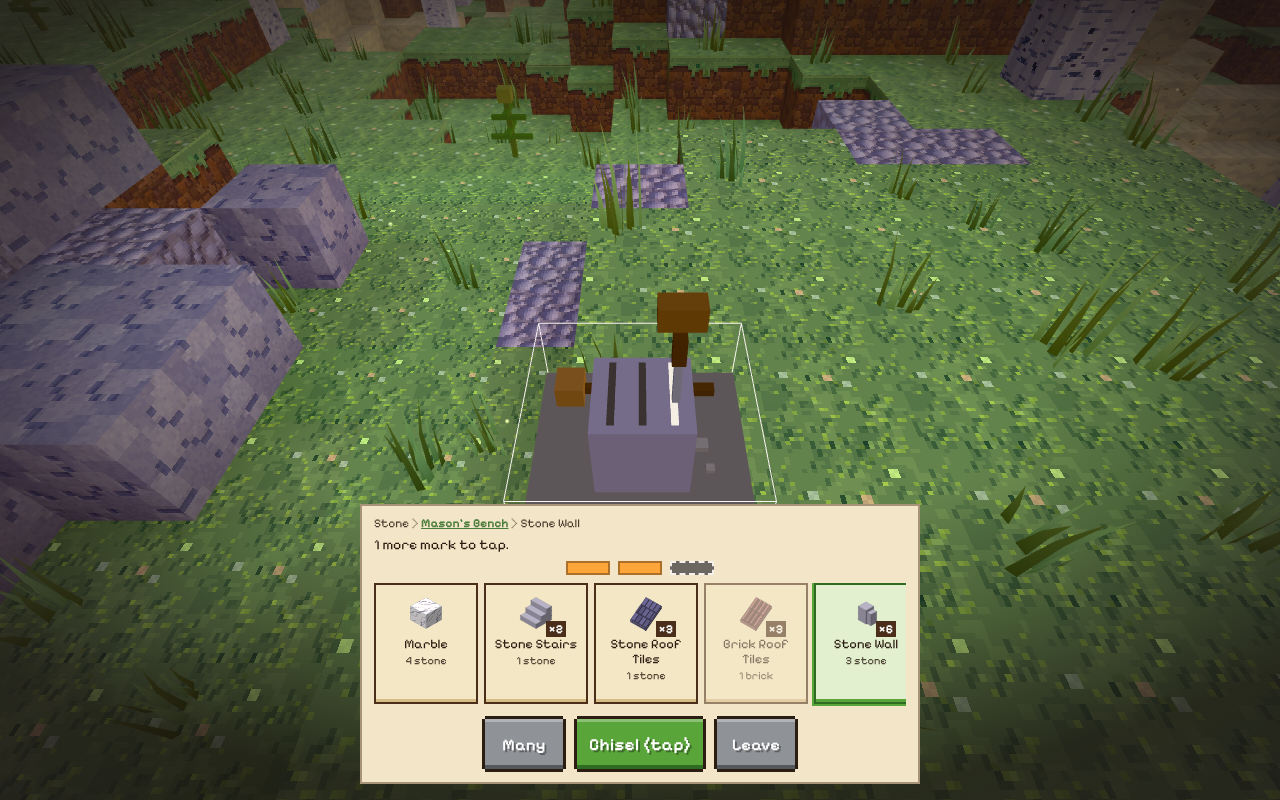 Stone > Mason's Bench > Stone Wall
1 more mark to tap.
Marble
4 stone
×2
Stone Stairs
1 stone
×3
Stone Roof
Tiles
1 stone
×3
Brick Roof
Tiles
1 brick
×6
Stone Wall
3 stone
Many
Chisel (tap)
Leave